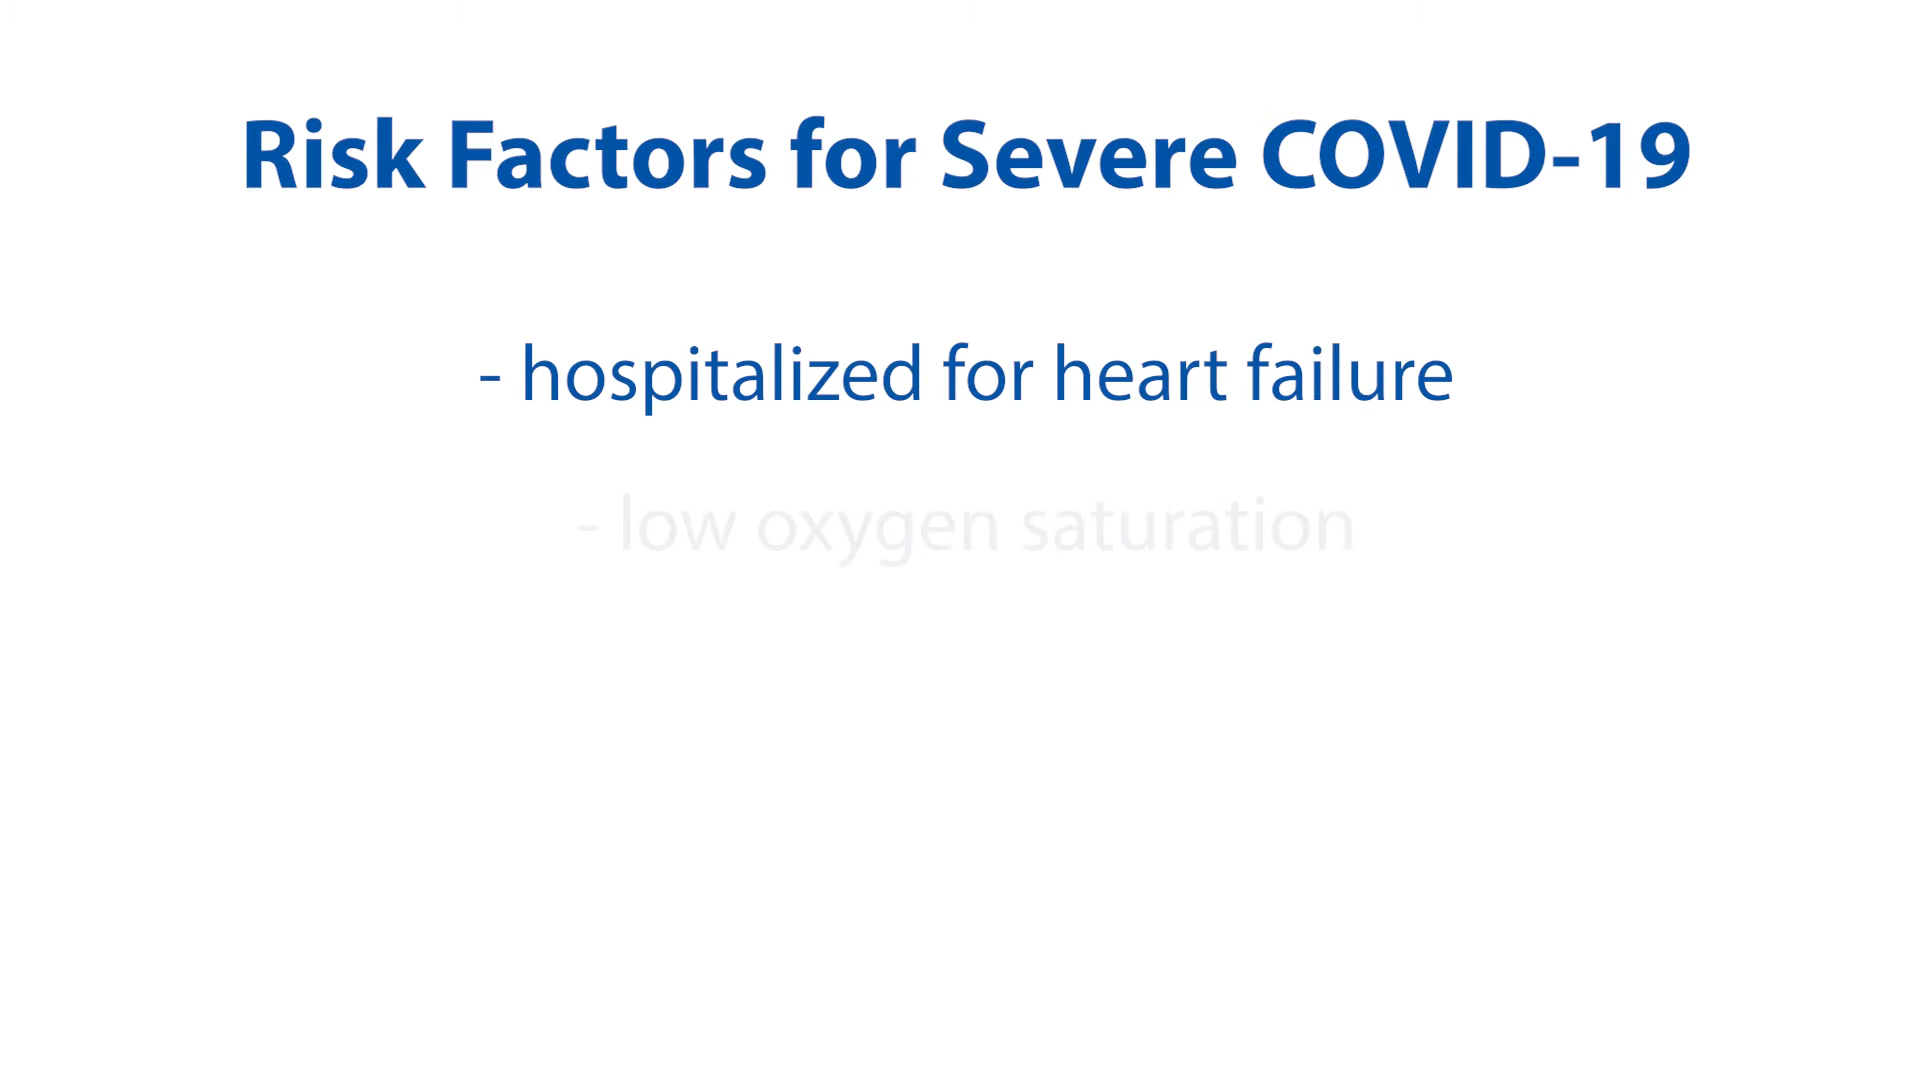 Risk Factors for Severe COVID-19
- hospitalized for heart failure
- low oxygen saturation